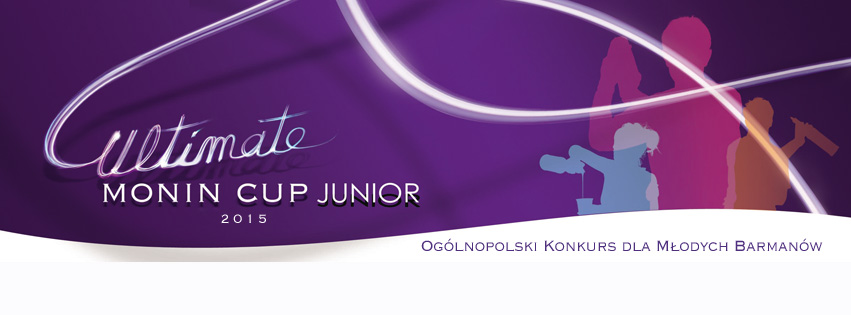 Ultimate
MONIN CUP JUNIOR
2015
OGÓLNOPOLSKI KONKURS DLA MŁODYCH BARMANÓW